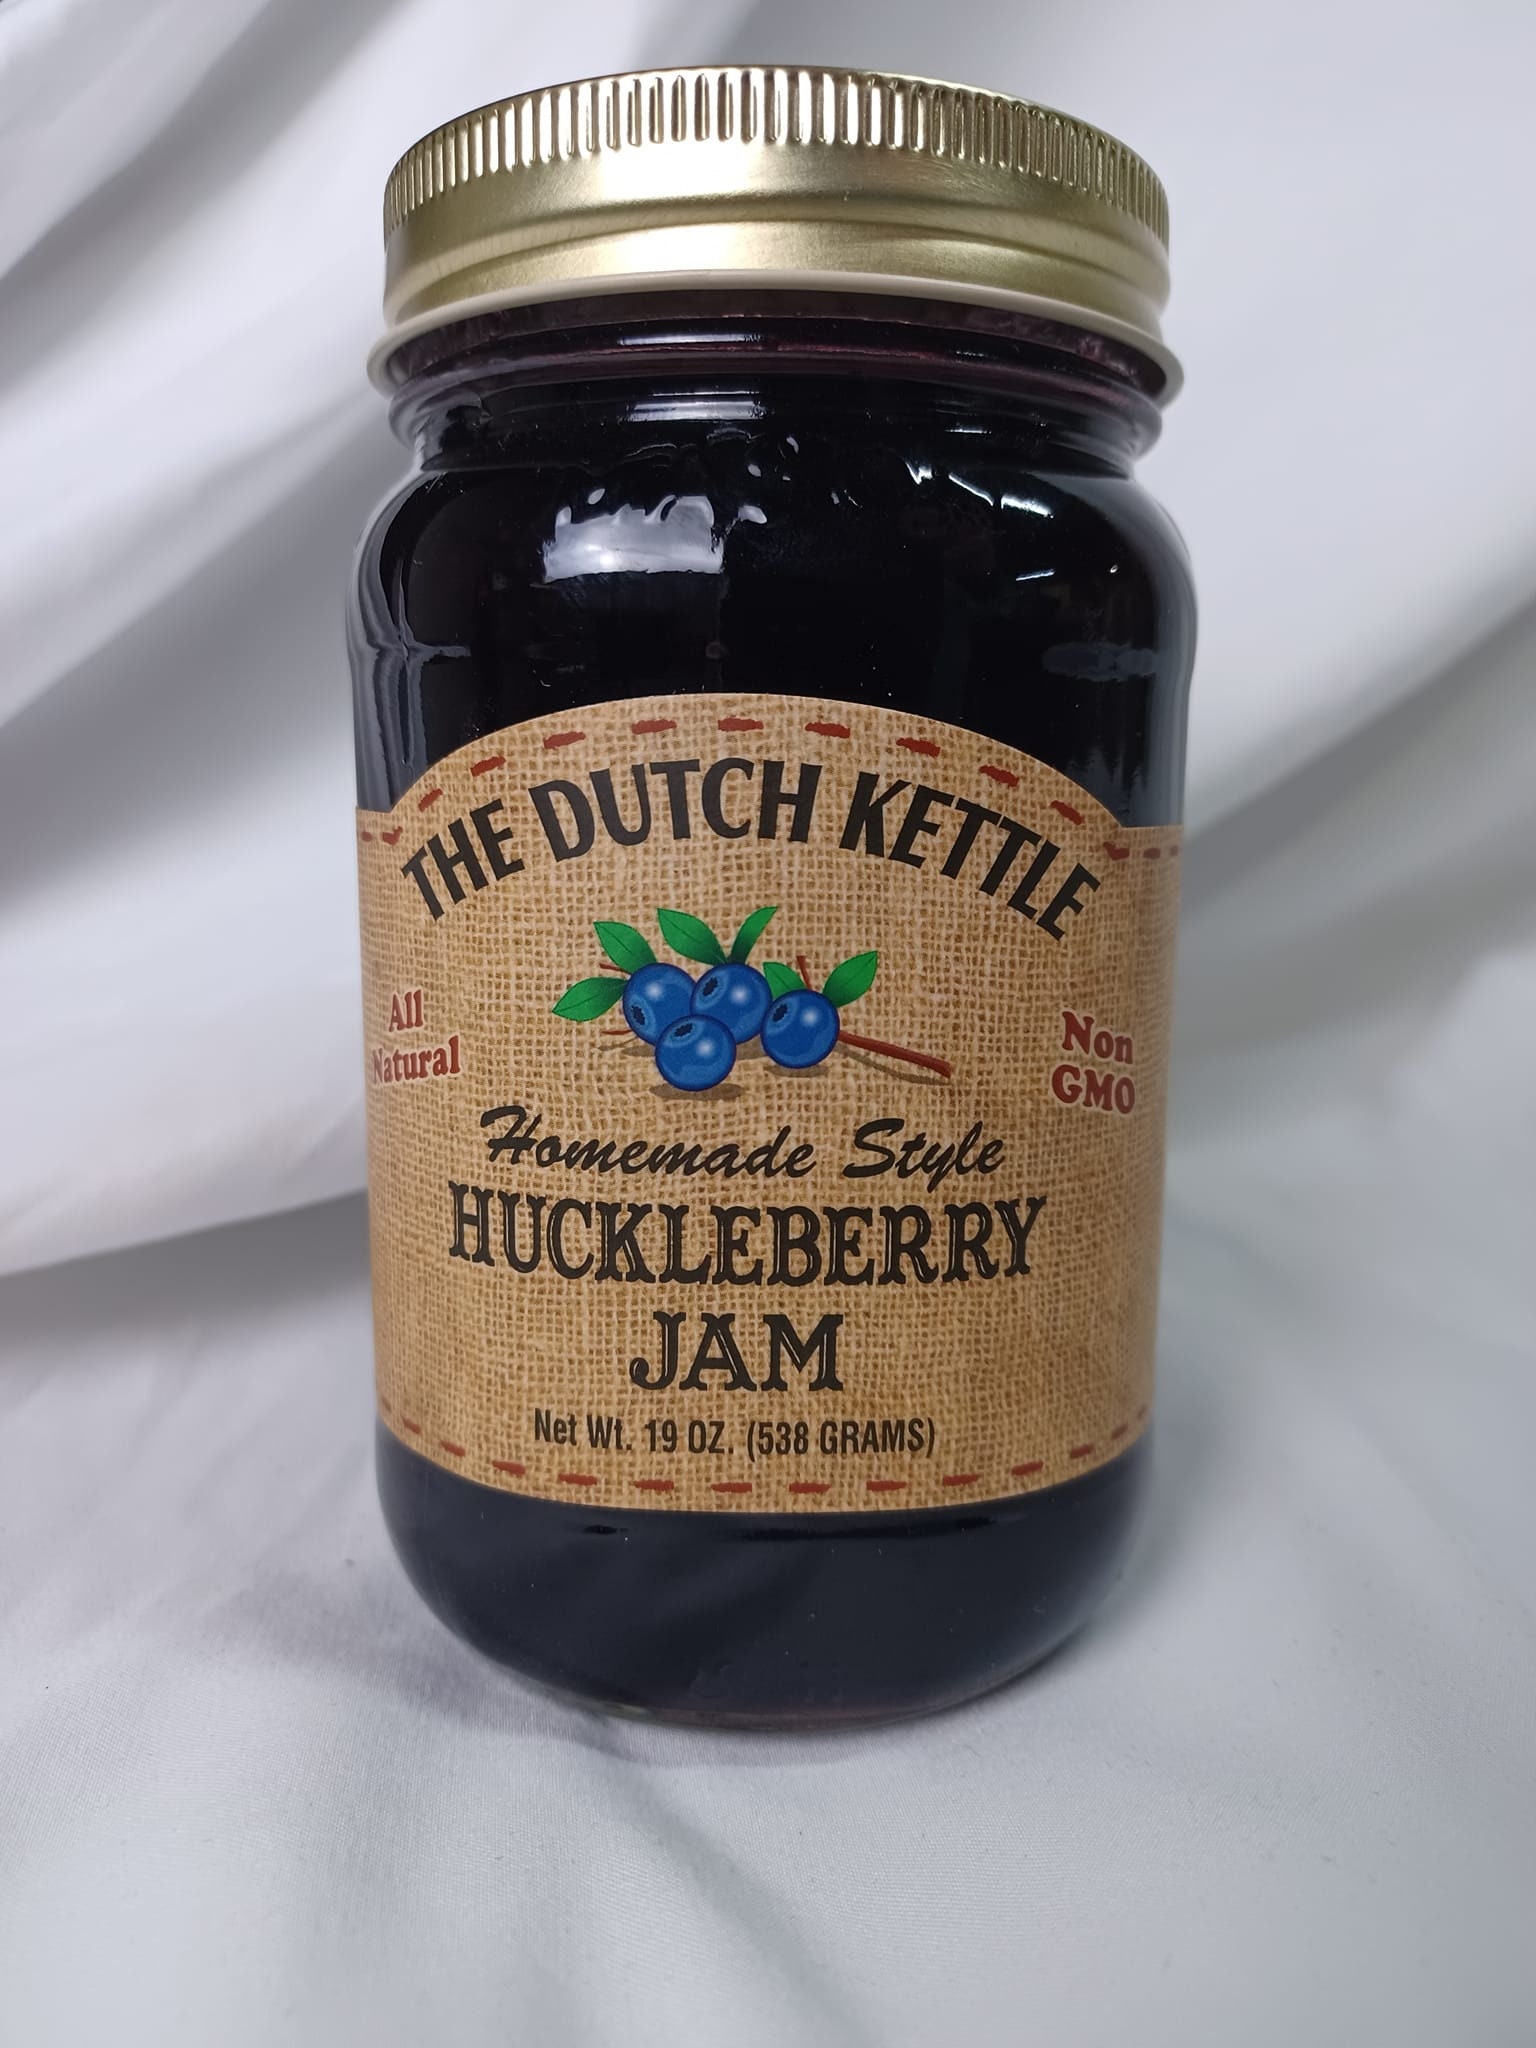 THE DUTCH KETTLE
All
Natural
Non
GMO
Homemade Style
HUCKLEBERRY
JAM
Net Wt. 19 OZ. (538 GRAMS)